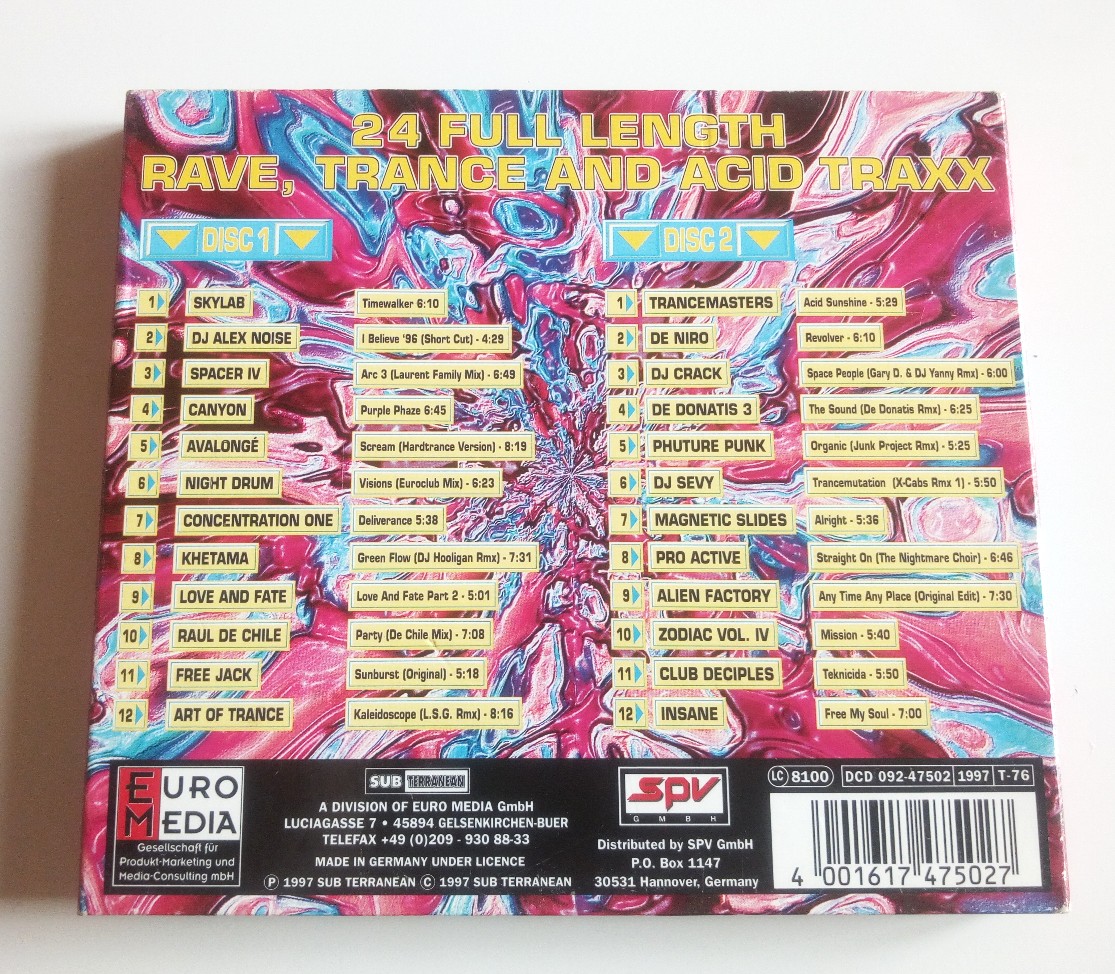 24 FULL LENGTH
RAVE, TRANCE AND ACID TRAXX
DISC 1
1 SKYLAB Timewalker 6:10
2 DJ ALEX NOISE I Believe '96 (Short Cut) - 4:29
3 SPACER IV Arc 3 (Laurent Family Mix) - 6:49
4 CANYON Purple Phaze 6:45
5 AVALONGÉ Scream (Hardtrance Version) - 8:19
6 NIGHT DRUM Visions (Euroclub Mix) - 6:23
7 CONCENTRATION ONE Deliverance 5:38
8 KHETAMA Green Flow (DJ Hooligan Rmx) - 7:31
9 LOVE AND FATE Love And Fate Part 2 - 5:01
10 RAUL DE CHILE Party (De Chile Mix) - 7:08
11 FREE JACK Sunburst (Original) - 5:18
12 ART OF TRANCE Kaleidoscope (L.S.G. Rmx) - 8:16
DISC 2
1 TRANCEMASTERS Acid Sunshine - 5:29
2 DE NIRO Revolver - 6:10
3 DJ CRACK Space People (Gary D. & DJ Yanny Rmx) - 6:00
4 DE DONATIS 3 The Sound (De Donatis Rmx) - 6:25
5 PHUTURE PUNK Organic (Junk Project Rmx) - 5:25
6 DJ SEVY Trancemutation (X-Cabs Rmx 1) - 5:50
7 MAGNETIC SLIDES Alright - 5:36
8 PRO ACTIVE Straight On (The Nightmare Choir) - 6:46
9 ALIEN FACTORY Any Time Any Place (Original Edit) - 7:30
10 ZODIAC VOL. IV Mission - 5:40
11 CLUB DECIPLES Teknicida - 5:50
12 INSANE Free My Soul - 7:00
EURO
MEDIA
Gesellschaft für
Produkt-Marketing und
Media-Consulting mbH
SUB TERRANEAN
A DIVISION OF EURO MEDIA GmbH
LUCIAGASSE 7 • 45894 GELSENKIRCHEN-BUER
TELEFAX +49 (0)209 - 930 88-33
MADE IN GERMANY UNDER LICENCE
Ⓟ 1997 SUB TERRANEAN © 1997 SUB TERRANEAN
SPV
GMBH
Distributed by SPV GmbH
P.O. Box 1147
30531 Hannover, Germany
LC 8100 DCD 092-47502 1997 T-76
4 001617 475027